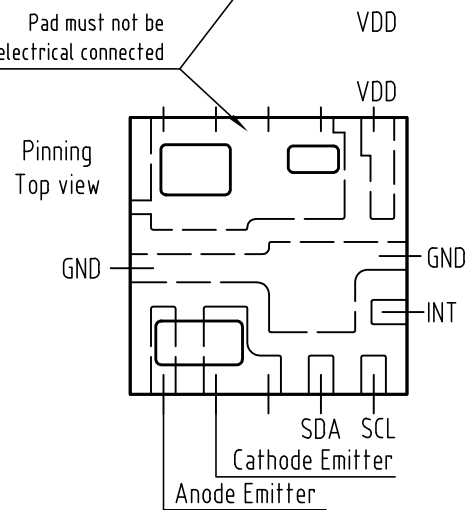 Pad must not be
electrical connected
VDD
VDD
Pinning
Top view
GND
GND
INT
SDA
SCL
Cathode Emitter
Anode Emitter